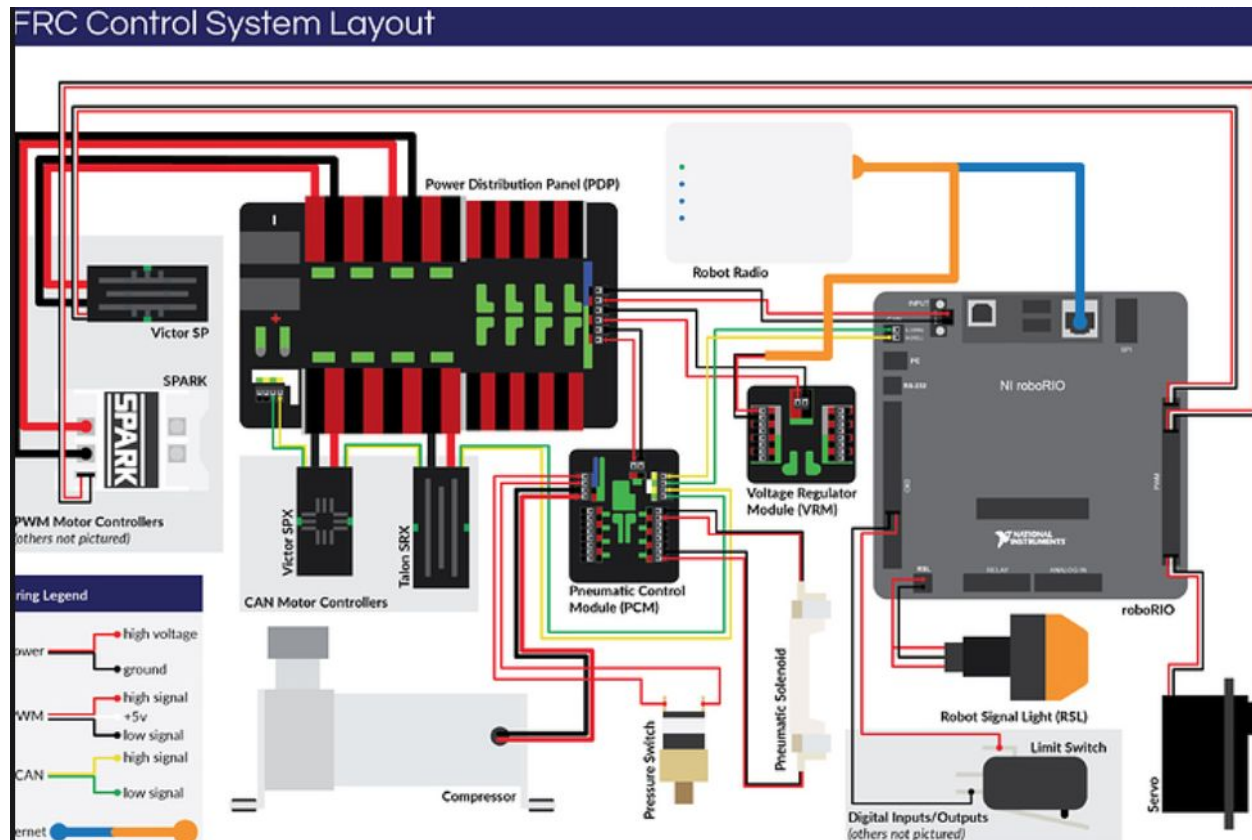 FRC Control System Layout
Power Distribution Panel (PDP)
Robot Radio
Victor SP
SPARK
SPARK
PWM Motor Controllers
(others not pictured)
Victor SPX
Talon SRX
CAN Motor Controllers
Pneumatic Control
Module (PCM)
Voltage Regulator
Module (VRM)
INPUT
SPI
I²C
RS-232
NI roboRIO
DIO
PWM
NATIONAL
INSTRUMENTS
RSL
RELAY
ANALOG IN
roboRIO
ring Legend
ower
high voltage
ground
WM
high signal
+5v
low signal
CAN
high signal
low signal
ernet
Compressor
Pressure Switch
Pneumatic Solenoid
Robot Signal Light (RSL)
Limit Switch
Digital Inputs/Outputs
(others not pictured)
Servo